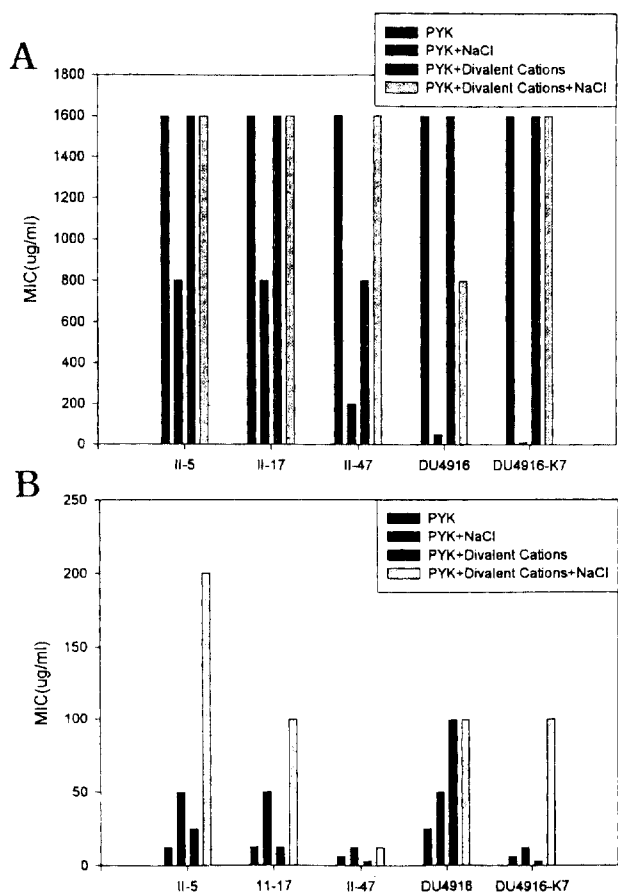 A
PYK
PYK+NaCl
PYK+Divalent Cations
PYK+Divalent Cations+NaCl
MIC(ug/ml)
1800
1600
1400
1200
1000
800
600
400
200
0
II-5
II-17
II-47
DU4916
DU4916-K7
B
PYK
PYK+NaCl
PYK+Divalent Cations
PYK+Divalent Cations+NaCl
MIC(ug/ml)
250
200
150
100
50
0
II-5
11-17
II-47
DU4916
DU4916-K7